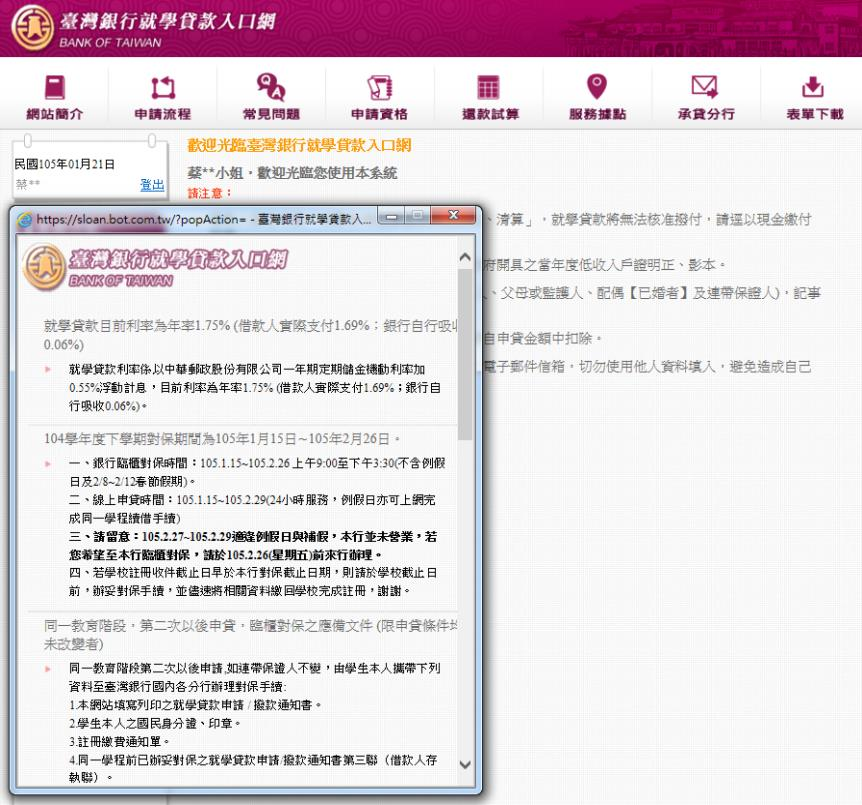 臺灣銀行就學貸款入口網
BANK OF TAIWAN
網站簡介
申請流程
常見問題
申請資格
還款試算
服務據點
承貸分行
表單下載
民國105年01月21日
蔡**
登出
歡迎光臨臺灣銀行就學貸款入口網
蔡**小姐，歡迎光臨您使用本系統
請注意：
、清算」，就學貸款將無法核准撥付，請逕以現金繳付
府開具之當年度低收入戶證明正、影本。
、父母或監護人、配偶【已婚者】及連帶保證人)，記事
自申貸金額中扣除。
電子郵件信箱，切勿使用他人資料填入，避免造成自己
https://sloan.bot.com.tw/?popAction= - 臺灣銀行就學貸款入...
臺灣銀行就學貸款入口網
BANK OF TAIWAN
就學貸款目前利率為年率1.75% (借款人實際支付1.69%；銀行自行吸收
0.06%)
就學貸款利率係以中華郵政股份有限公司一年期定期儲金機動利率加
0.55%浮動計息，目前利率為年率1.75% (借款人實際支付1.69%；銀行自
行吸收0.06%)。
104學年度下學期對保期間為105年1月15日~105年2月26日。
一、銀行臨櫃對保時間：105.1.15~105.2.26 上午9:00至下午3:30(不含例假
日及2/8~2/12春節假期)。
二、線上申貸時間：105.1.15~105.2.29(24小時服務，例假日亦可上網完
成同一學程續借手續)
三、請留意：105.2.27~105.2.29適逢例假日與補假，本行並未營業，若
您希望至本行臨櫃對保，請於105.2.26(星期五)前來行辦理。
四、若學校註冊收件截止日早於本行對保截止日期，則請於學校截止日
前，辦妥對保手續，並儘速將相關資料繳回學校完成註冊，謝謝。
同一教育階段，第二次以後申貸，臨櫃對保之應備文件 (限申貸條件均
未改變者)
同一教育階段第二次以後申請,如連帶保證人不變，由學生本人攜帶下列
資料至臺灣銀行國內各分行辦理對保手續:
1.本網站填寫列印之就學貸款申請 / 撥款通知書。
2.學生本人之國民身分證、印章。
3.註冊繳費通知單。
4.同一學程前已辦妥對保之就學貸款申請/撥款通知書第三聯（借款人存
執聯）。